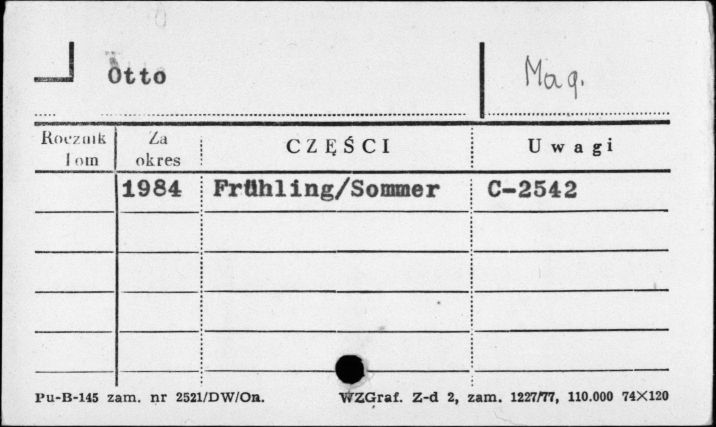 Otto
Mag.
Rocznik Tom Za okres CZĘŚCI Uwagi
1984 Frühling/Sommer C-2542
Pu-B-145 zam. nr 2521/DW/Oa. WZGraf. Z-d 2, zam. 1227/77, 110.000 74×120